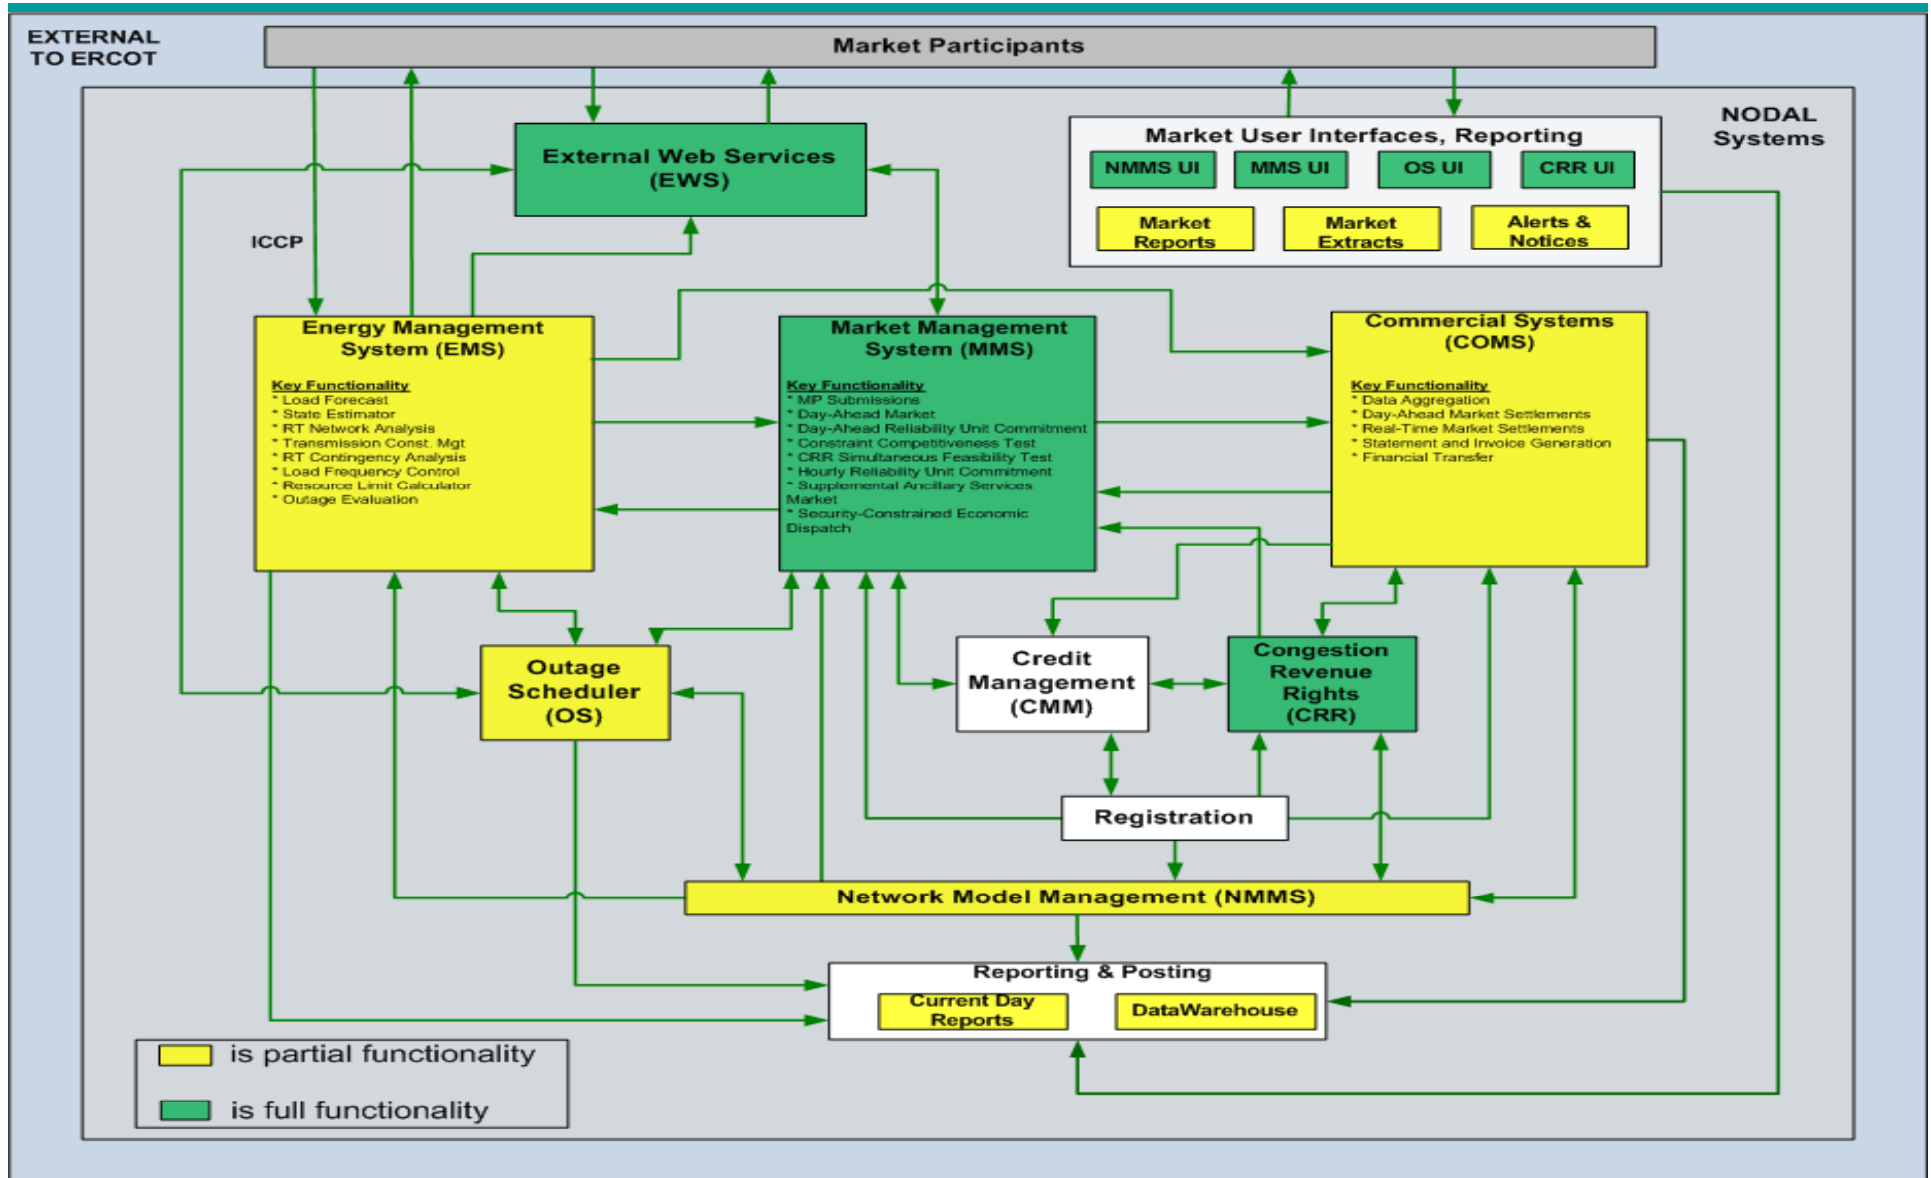 EXTERNAL
TO ERCOT
Market Participants
NODAL
Systems
External Web Services
(EWS)
Market User Interfaces, Reporting
NMMS UI
MMS UI
OS UI
CRR UI
Market
Reports
Market
Extracts
Alerts &
Notices
ICCP
Energy Management
System (EMS)
Key Functionality
* Load Forecast
* State Estimator
* RT Network Analysis
* Transmission Const. Mgt
* RT Contingency Analysis
* Load Frequency Control
* Resource Limit Calculator
* Outage Evaluation
Market Management
System (MMS)
Key Functionality
* MP Submissions
* Day-Ahead Market
* Day-Ahead Reliability Unit Commitment
* Constraint Competitiveness Test
* CRR Simultaneous Feasibility Test
* Hourly Reliability Unit Commitment
* Supplemental Ancillary Services
Market
* Security-Constrained Economic
Dispatch
Commercial Systems
(COMS)
Key Functionality
* Data Aggregation
* Day-Ahead Market Settlements
* Real-Time Market Settlements
* Statement and Invoice Generation
* Financial Transfer
Outage
Scheduler
(OS)
Credit
Management
(CMM)
Congestion
Revenue
Rights
(CRR)
Registration
Network Model Management (NMMS)
Reporting & Posting
Current Day
Reports
DataWarehouse
is partial functionality
is full functionality